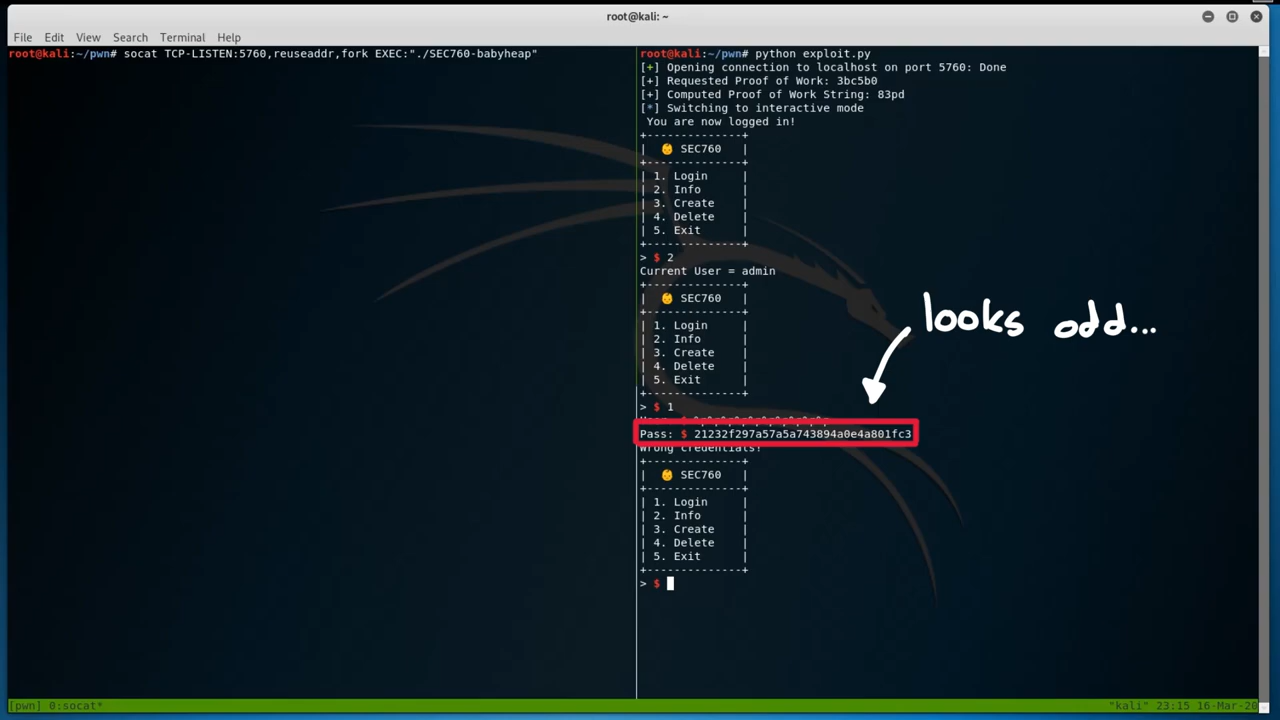 root@kali: ~
File Edit View Search Terminal Help
root@kali:~/pwn# socat TCP-LISTEN:5760,reuseaddr,fork EXEC:"./SEC760-babyheap"
root@kali:~/pwn# python exploit.py
[+] Opening connection to localhost on port 5760: Done
[+] Requested Proof of Work: 3bc5b0
[+] Computed Proof of Work String: 83pd
[*] Switching to interactive mode
You are now logged in!
+--------------+
| 👶 SEC760 |
+--------------+
| 1. Login |
| 2. Info |
| 3. Create |
| 4. Delete |
| 5. Exit |
+--------------+
> $ 2
Current User = admin
+--------------+
| 👶 SEC760 |
+--------------+
| 1. Login |
| 2. Info |
| 3. Create |
| 4. Delete |
| 5. Exit |
+--------------+
> $ 1
Pass: $ 21232f297a57a5a743894a0e4a801fc3
Wrong credentials!
+--------------+
| 👶 SEC760 |
+--------------+
| 1. Login |
| 2. Info |
| 3. Create |
| 4. Delete |
| 5. Exit |
+--------------+
> $
looks odd...
[pwn] 0:socat*
"kali" 23:15 16-Mar-20